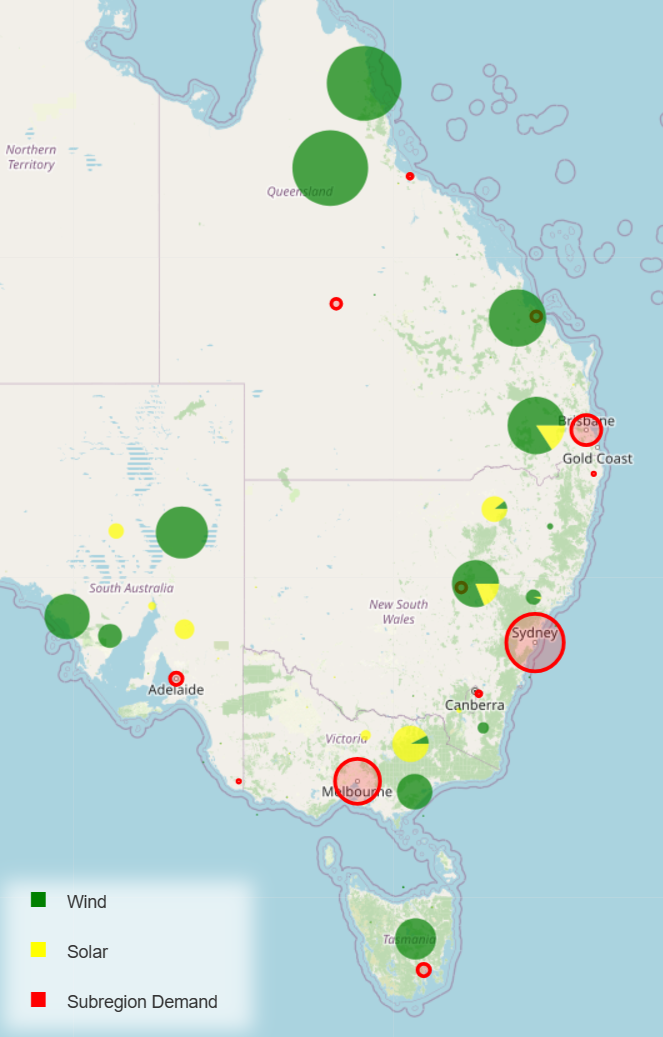 Northern
Territory
Queensland
Brisbane
Gold Coast
South Australia
New South
Wales
Sydney
Adelaide
Canberra
Victoria
Melbourne
Tasmania
Wind
Solar
Subregion Demand